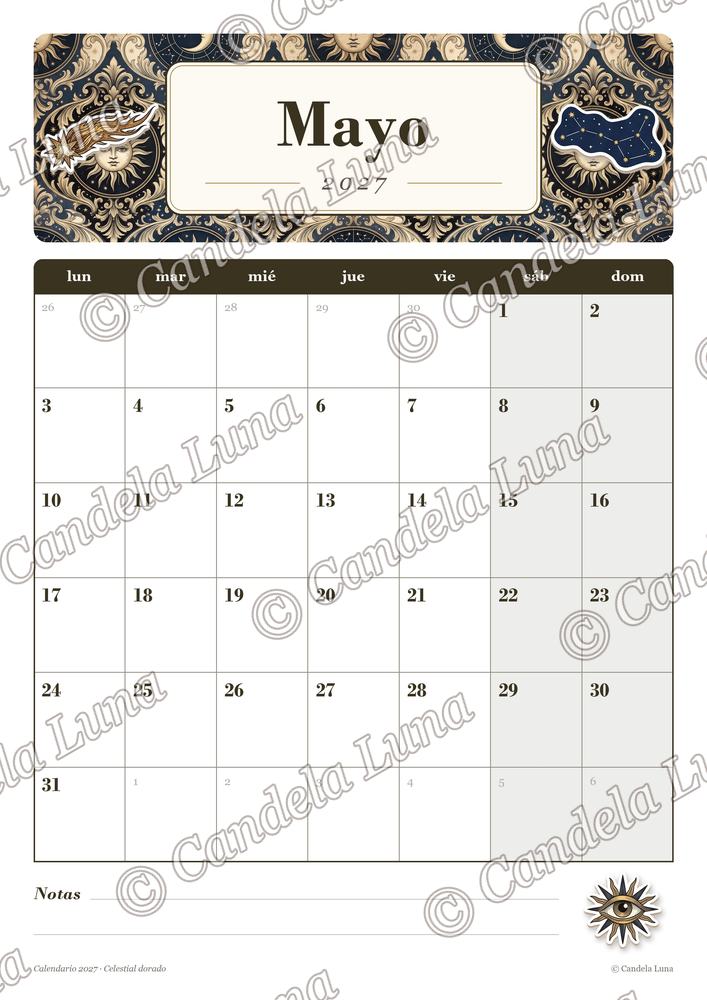 Mayo
2027
lun mar mié jue vie sáb dom
26 27 28 29 30 1 2
3 4 5 6 7 8 9
10 11 12 13 14 15 16
17 18 19 20 21 22 23
24 25 26 27 28 29 30
31 1 2 3 4 5 6
Notas
Calendario 2027 · Celestial dorado
© Candela Luna
© Candela Luna